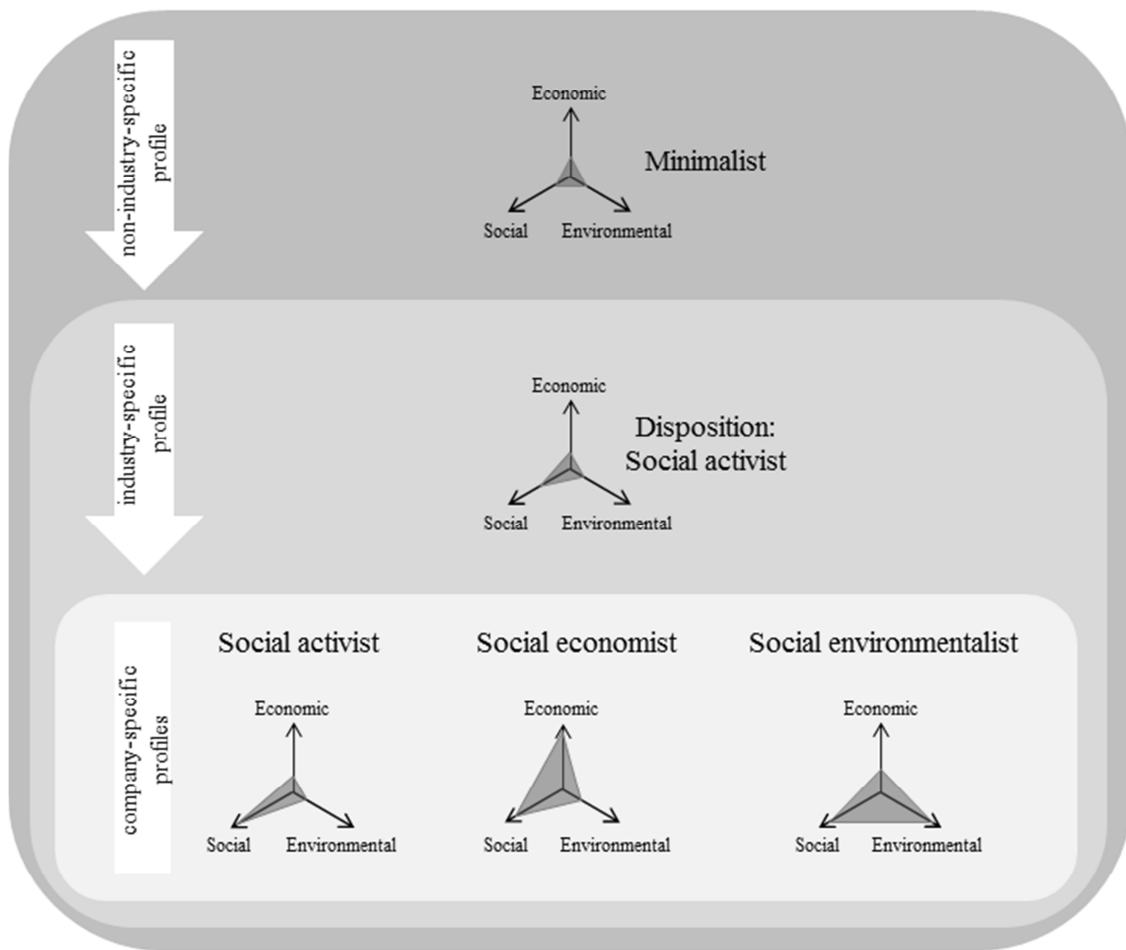 non-industry-specific
profile
Economic
Minimalist
Social
Environmental
industry-specific
profile
Economic
Disposition:
Social activist
Social
Environmental
company-specific
profiles
Social activist
Economic
Social
Environmental
Social economist
Economic
Social
Environmental
Social environmentalist
Economic
Social
Environmental